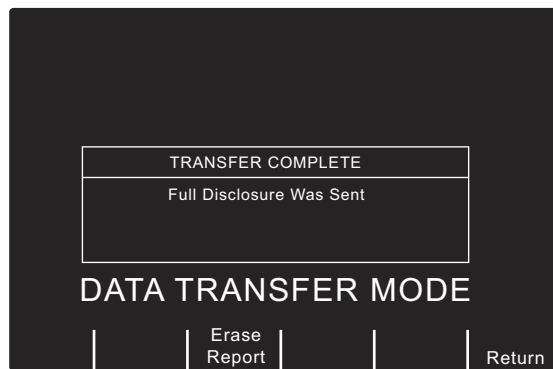 TRANSFER COMPLETE
Full Disclosure Was Sent
DATA TRANSFER MODE
Erase
Report
Return